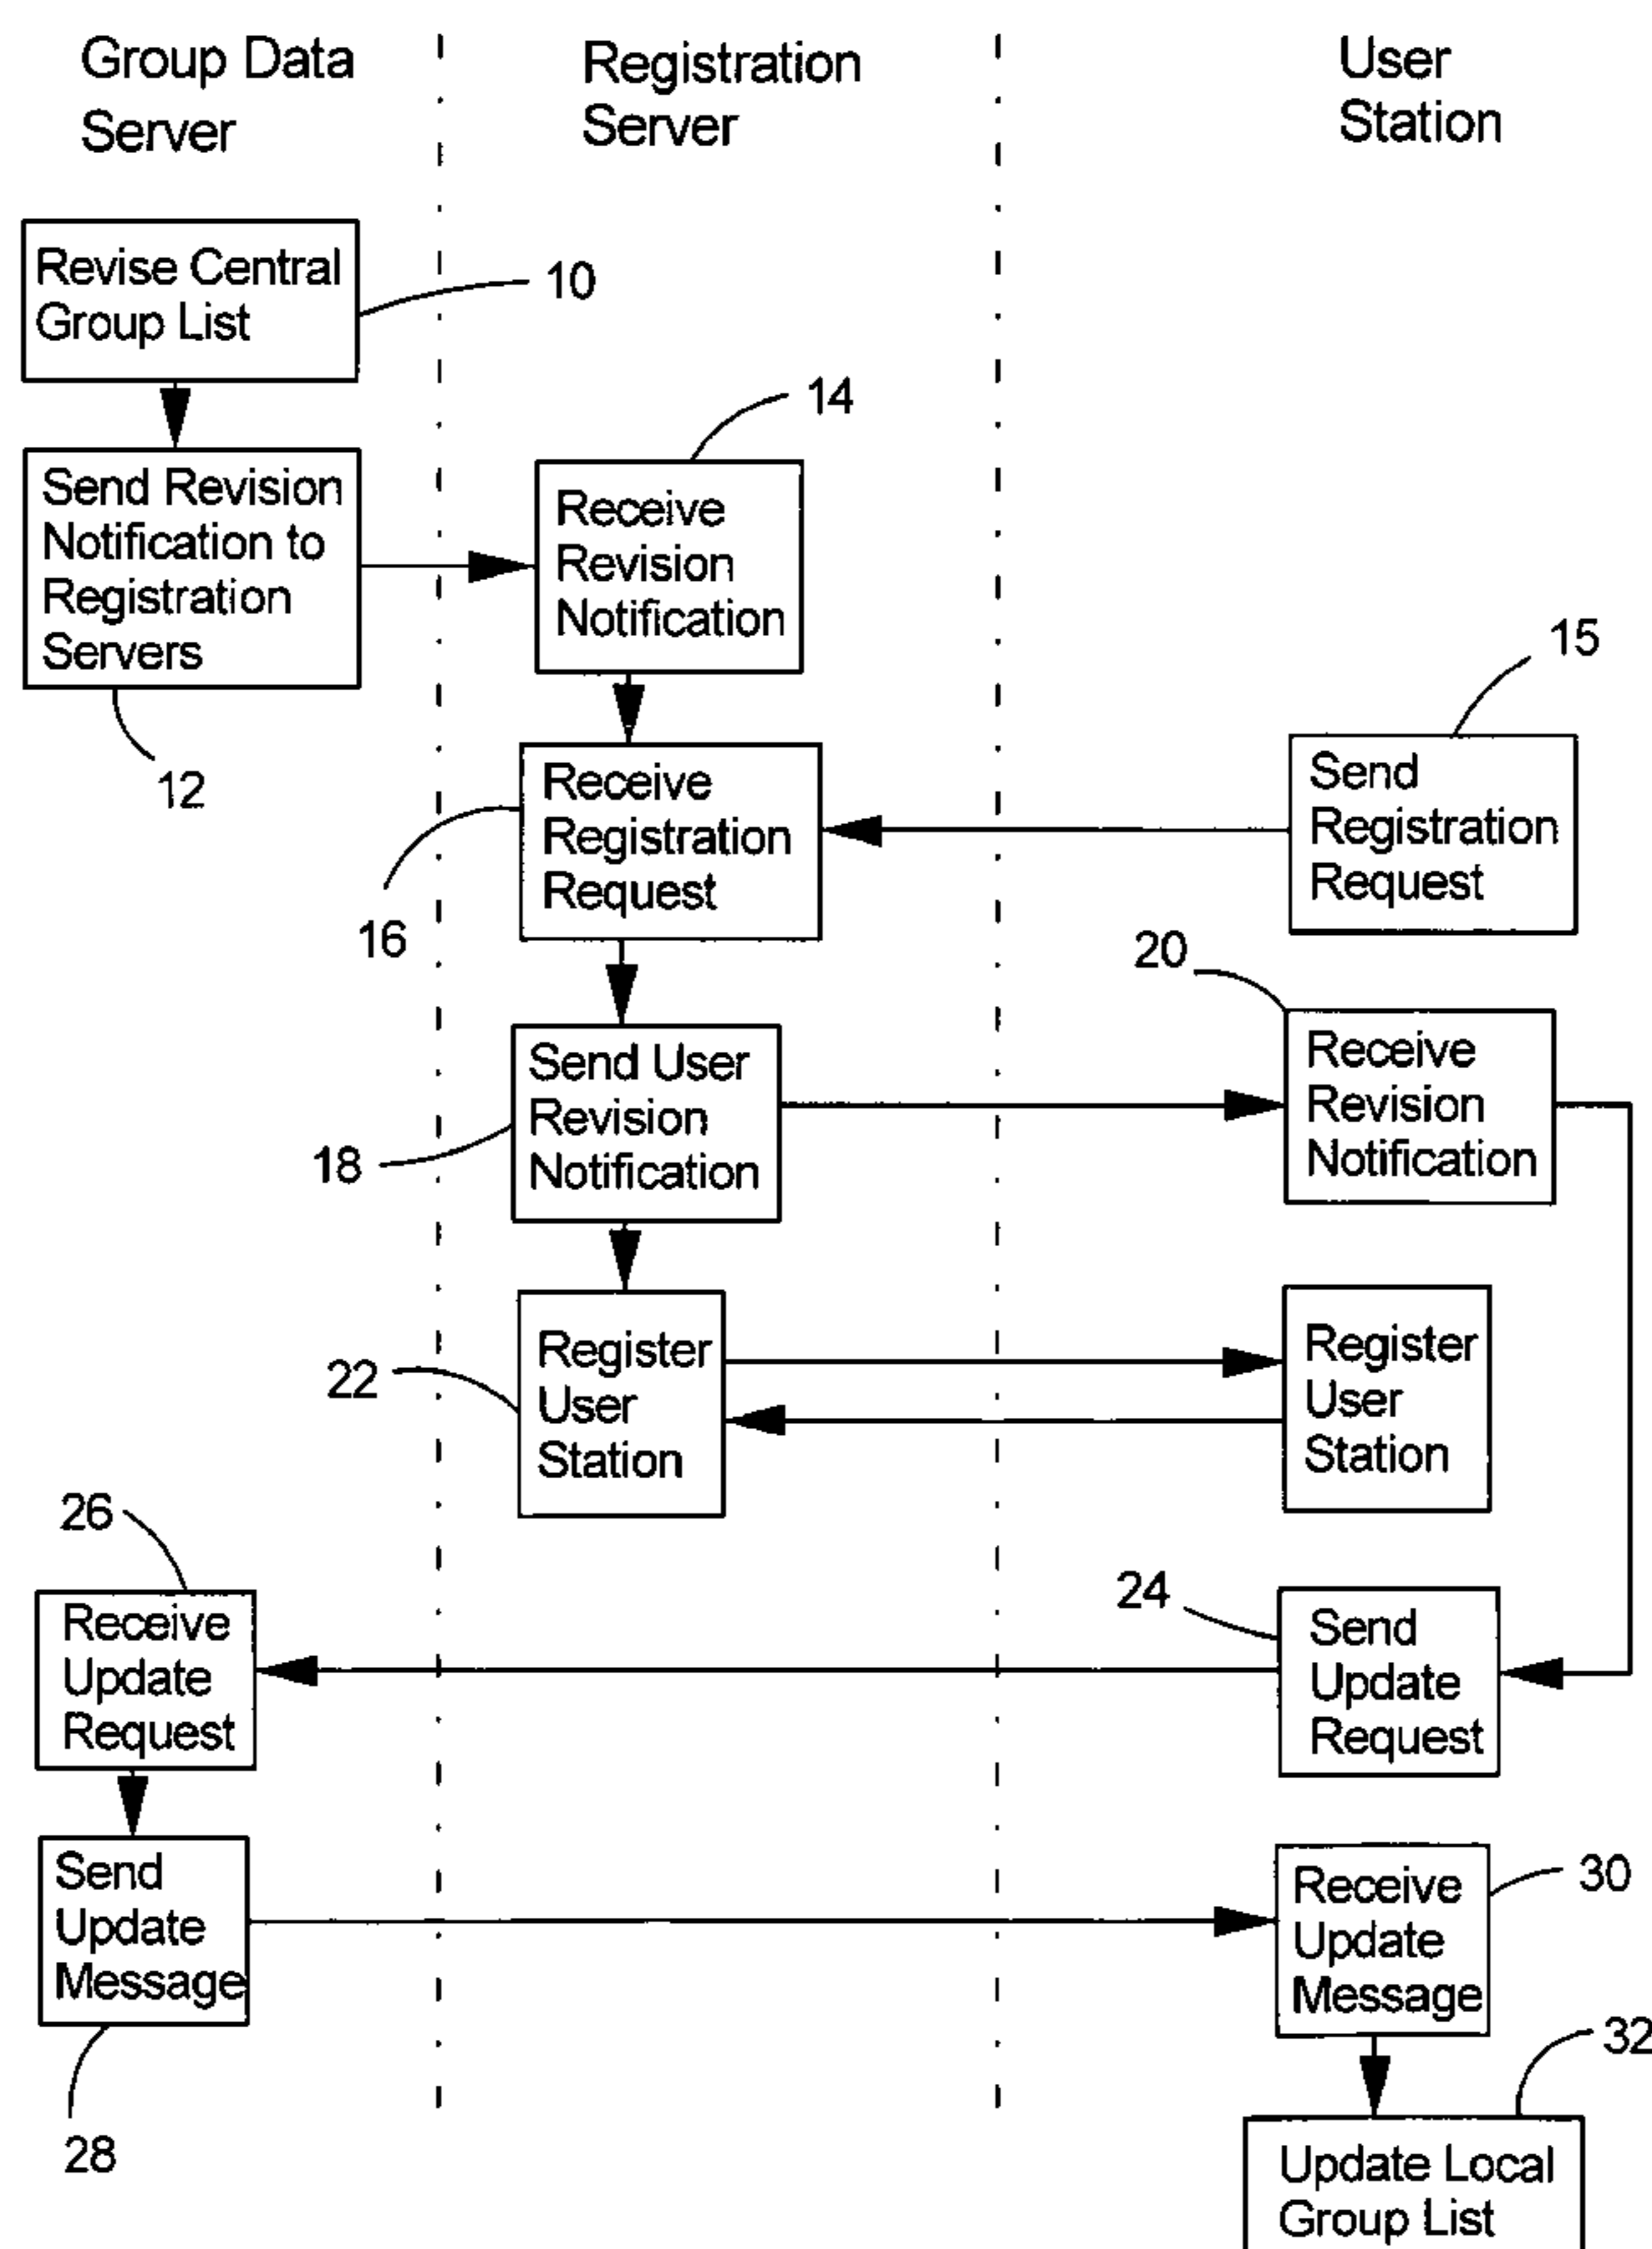 Group Data
Server
Registration
Server
User
Station
Revise Central
Group List
10
14
Send Revision
Notification to
Registration
Servers
12
Receive
Revision
Notification
15
Receive
Registration
Request
16
Send
Registration
Request
20
Send User
Revision
Notification
18
Receive
Revision
Notification
22
Register
User
Station
Register
User
Station
26
Receive
Update
Request
24
Send
Update
Request
Send
Update
Message
28
Receive
Update
Message
30
32
Update Local
Group List